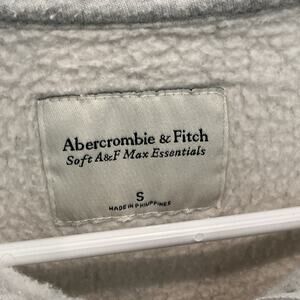 Abercrombie & Fitch
Soft A&F Max Essentials
S
MADE IN PHILIPPINES